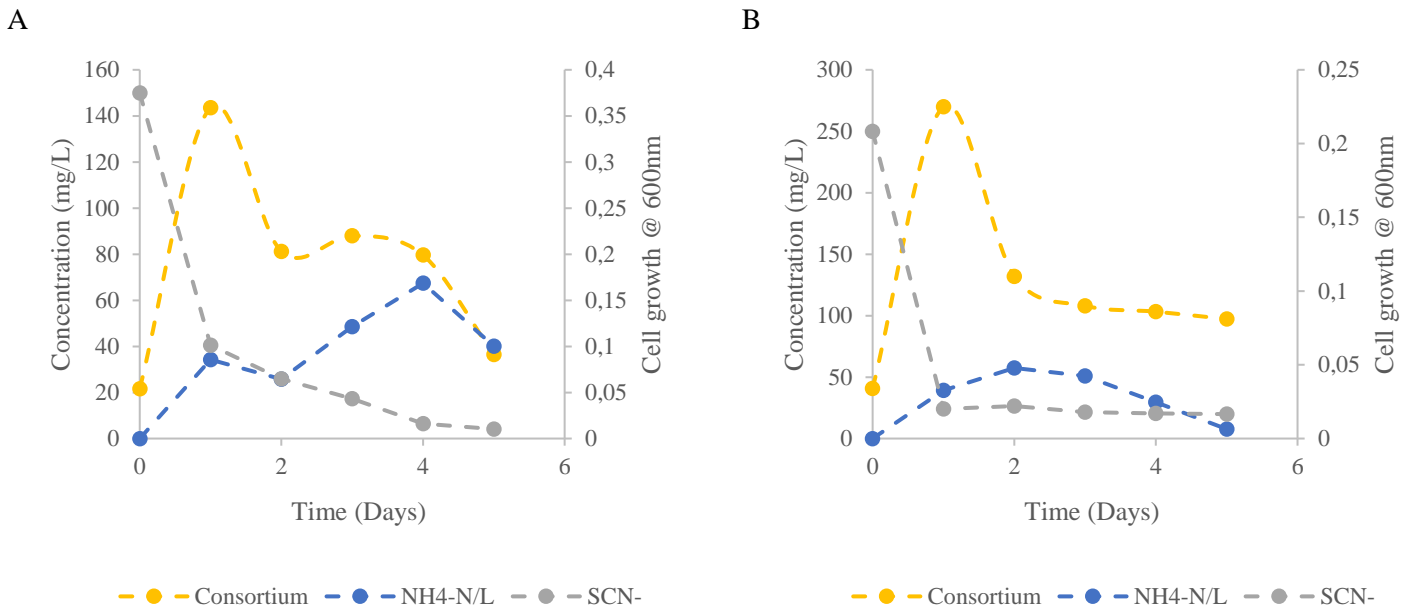 A
Concentration (mg/L)
160
140
120
100
80
60
40
20
0
0,4
0,35
0,3
0,25
0,2
0,15
0,1
0,05
0
Cell growth @ 600nm
0 2 4 6
Time (Days)
Consortium NH4-N/L SCN-
B
Concentration (mg/L)
300
250
200
150
100
50
0
0,25
0,2
0,15
0,1
0,05
0
Cell growth @ 600nm
0 2 4 6
Time (Days)
Consortium NH4-N/L SCN-